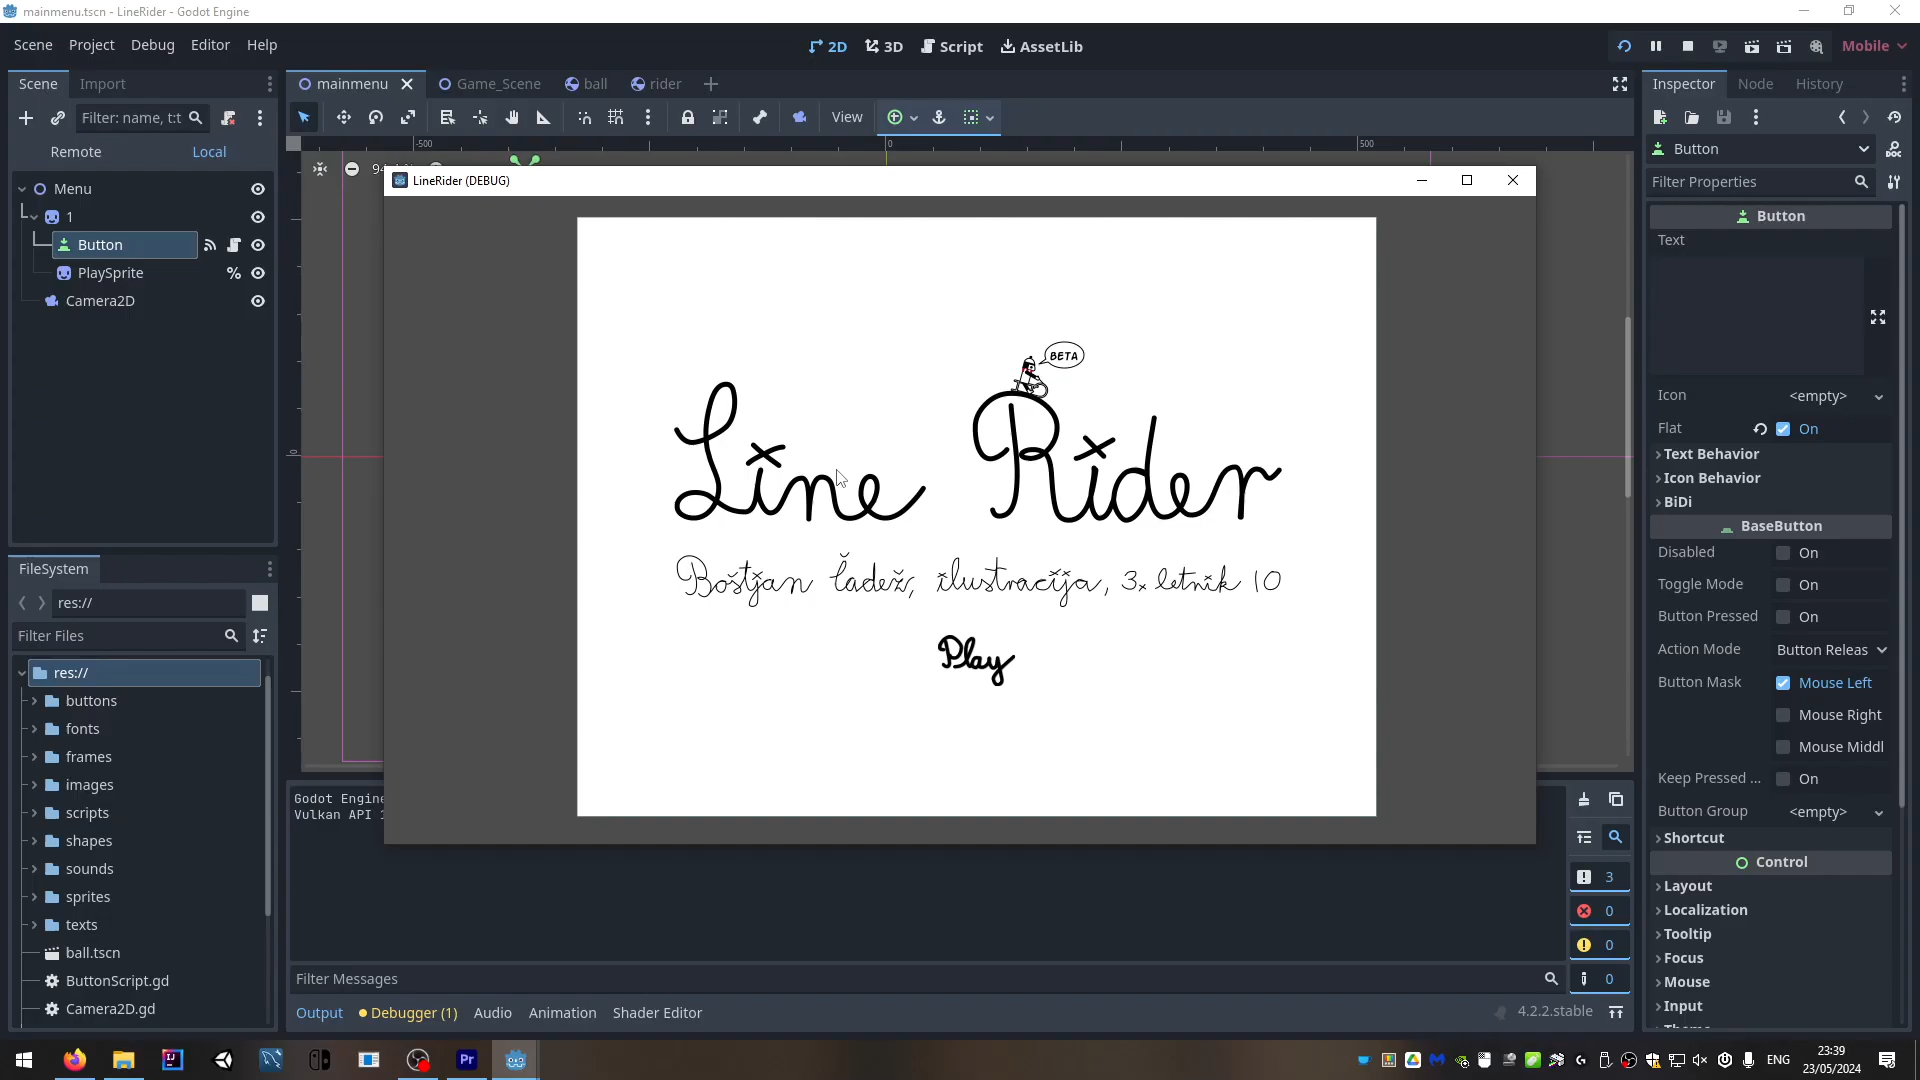 mainmenu.tscn - LineRider - Godot Engine
Scene Project Debug Editor Help
2D 3D Script AssetLib
Mobile
Scene Import
mainmenu Game_Scene ball rider
Inspector Node History
Filter: name, t:t
View
Remote Local
-500 0 500
Button
Filter Properties
Menu
1
Button
PlaySprite
Camera2D
LineRider (DEBUG)
BETA
Line Rider
Boštjan Čadež, ilustracija, 3. letnik 10
Play
Button
Text
Icon <empty>
Flat On
Text Behavior
Icon Behavior
BiDi
BaseButton
Disabled On
Toggle Mode On
Button Pressed On
Action Mode Button Releas
Button Mask Mouse Left
Mouse Right
Mouse Middl
Keep Pressed ... On
Button Group <empty>
Shortcut
Control
Layout
Localization
Tooltip
Focus
Mouse
Input
FileSystem
res://
Filter Files
res://
buttons
fonts
frames
images
scripts
shapes
sounds
sprites
texts
ball.tscn
ButtonScript.gd
Camera2D.gd
Godot Engine
Vulkan API
3
0
0
0
Filter Messages
Output Debugger (1) Audio Animation Shader Editor
4.2.2.stable
ENG
23:39
23/05/2024